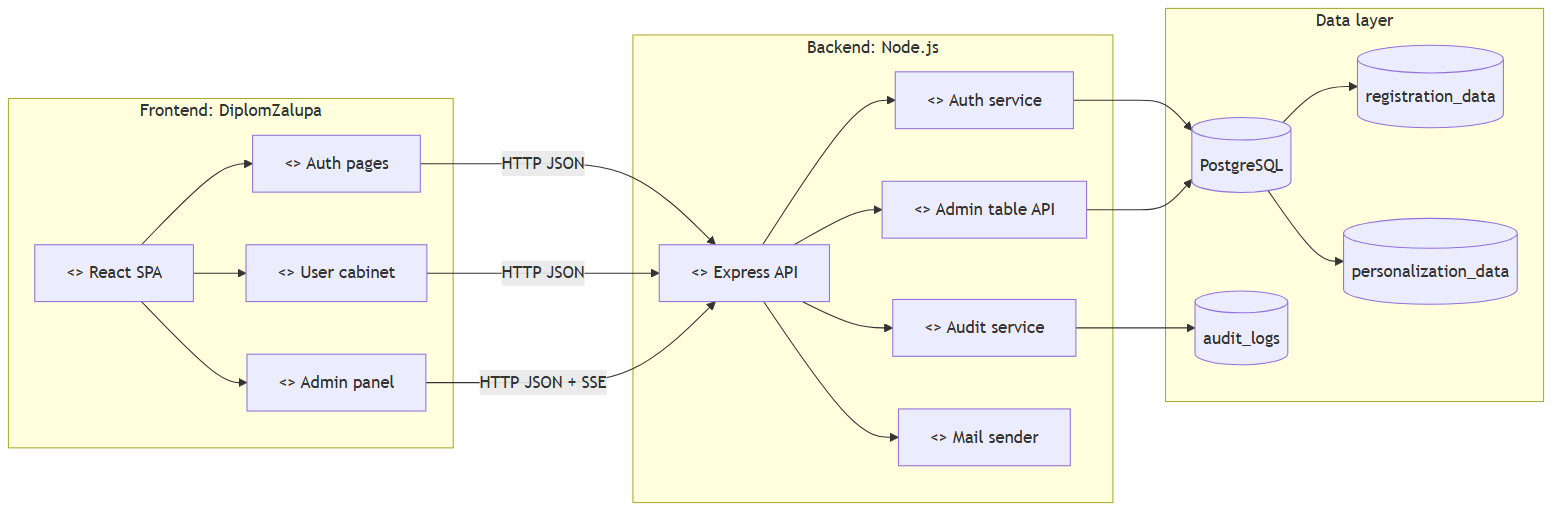 Frontend: DiplomZalupa
<> React SPA
<> Auth pages
<> User cabinet
<> Admin panel
HTTP JSON
HTTP JSON
HTTP JSON + SSE
Backend: Node.js
<> Express API
<> Auth service
<> Admin table API
<> Audit service
<> Mail sender
Data layer
PostgreSQL
registration_data
personalization_data
audit_logs